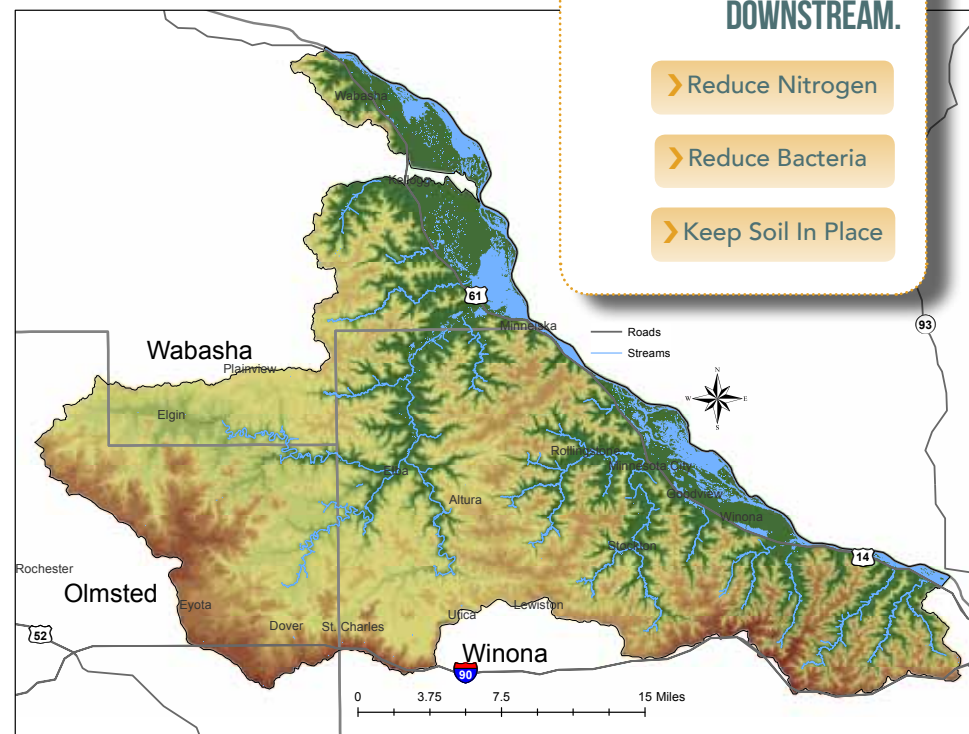 DOWNSTREAM.
Reduce Nitrogen
Reduce Bacteria
Keep Soil In Place
Wabasha
Kellogg
61
Minneiska
Roads
Streams
93
N
W E
S
Wabasha
Plainview
Elgin
Rollingstone
Elba
Minnesota City
Altura
Goodview
Winona
Stockton
14
Rochester
Olmsted
Eyota
Utica
Lewiston
Dover
St. Charles
52
Winona
90
0 3.75 7.5 15 Miles